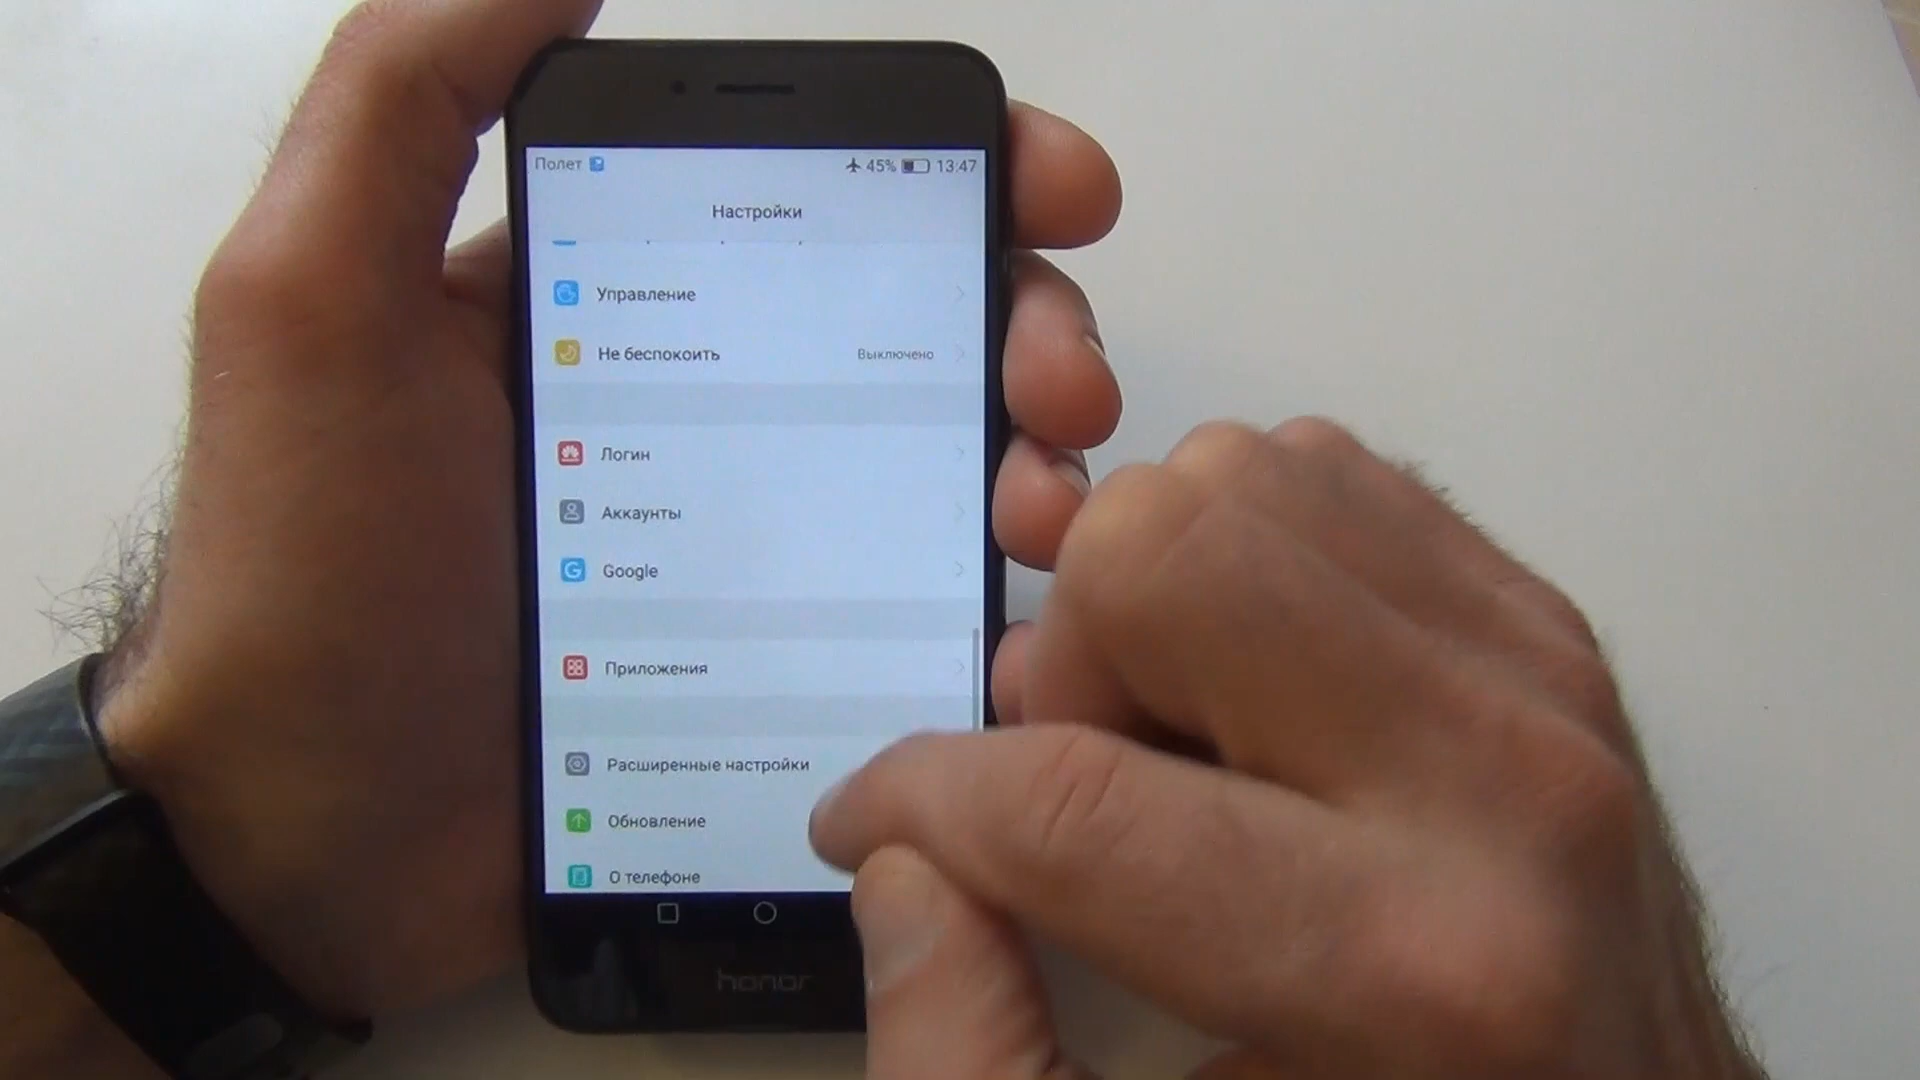 Полет 45% 13:47
Настройки
Управление
Не беспокоить Выключено
Логин
Аккаунты
Google
Приложения
Расширенные настройки
Обновление
О телефоне
honor